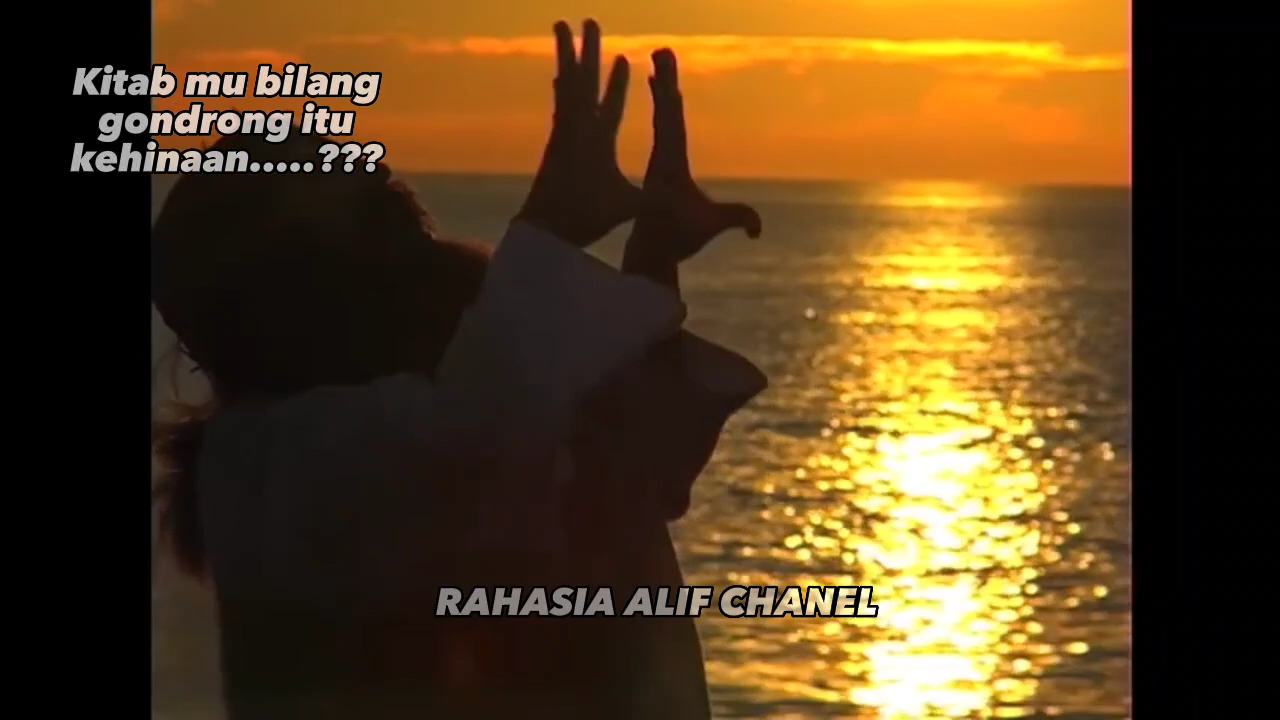 Kitab mu bilang
gondrong itu
kehinaan.....???
RAHASIA ALIF CHANEL